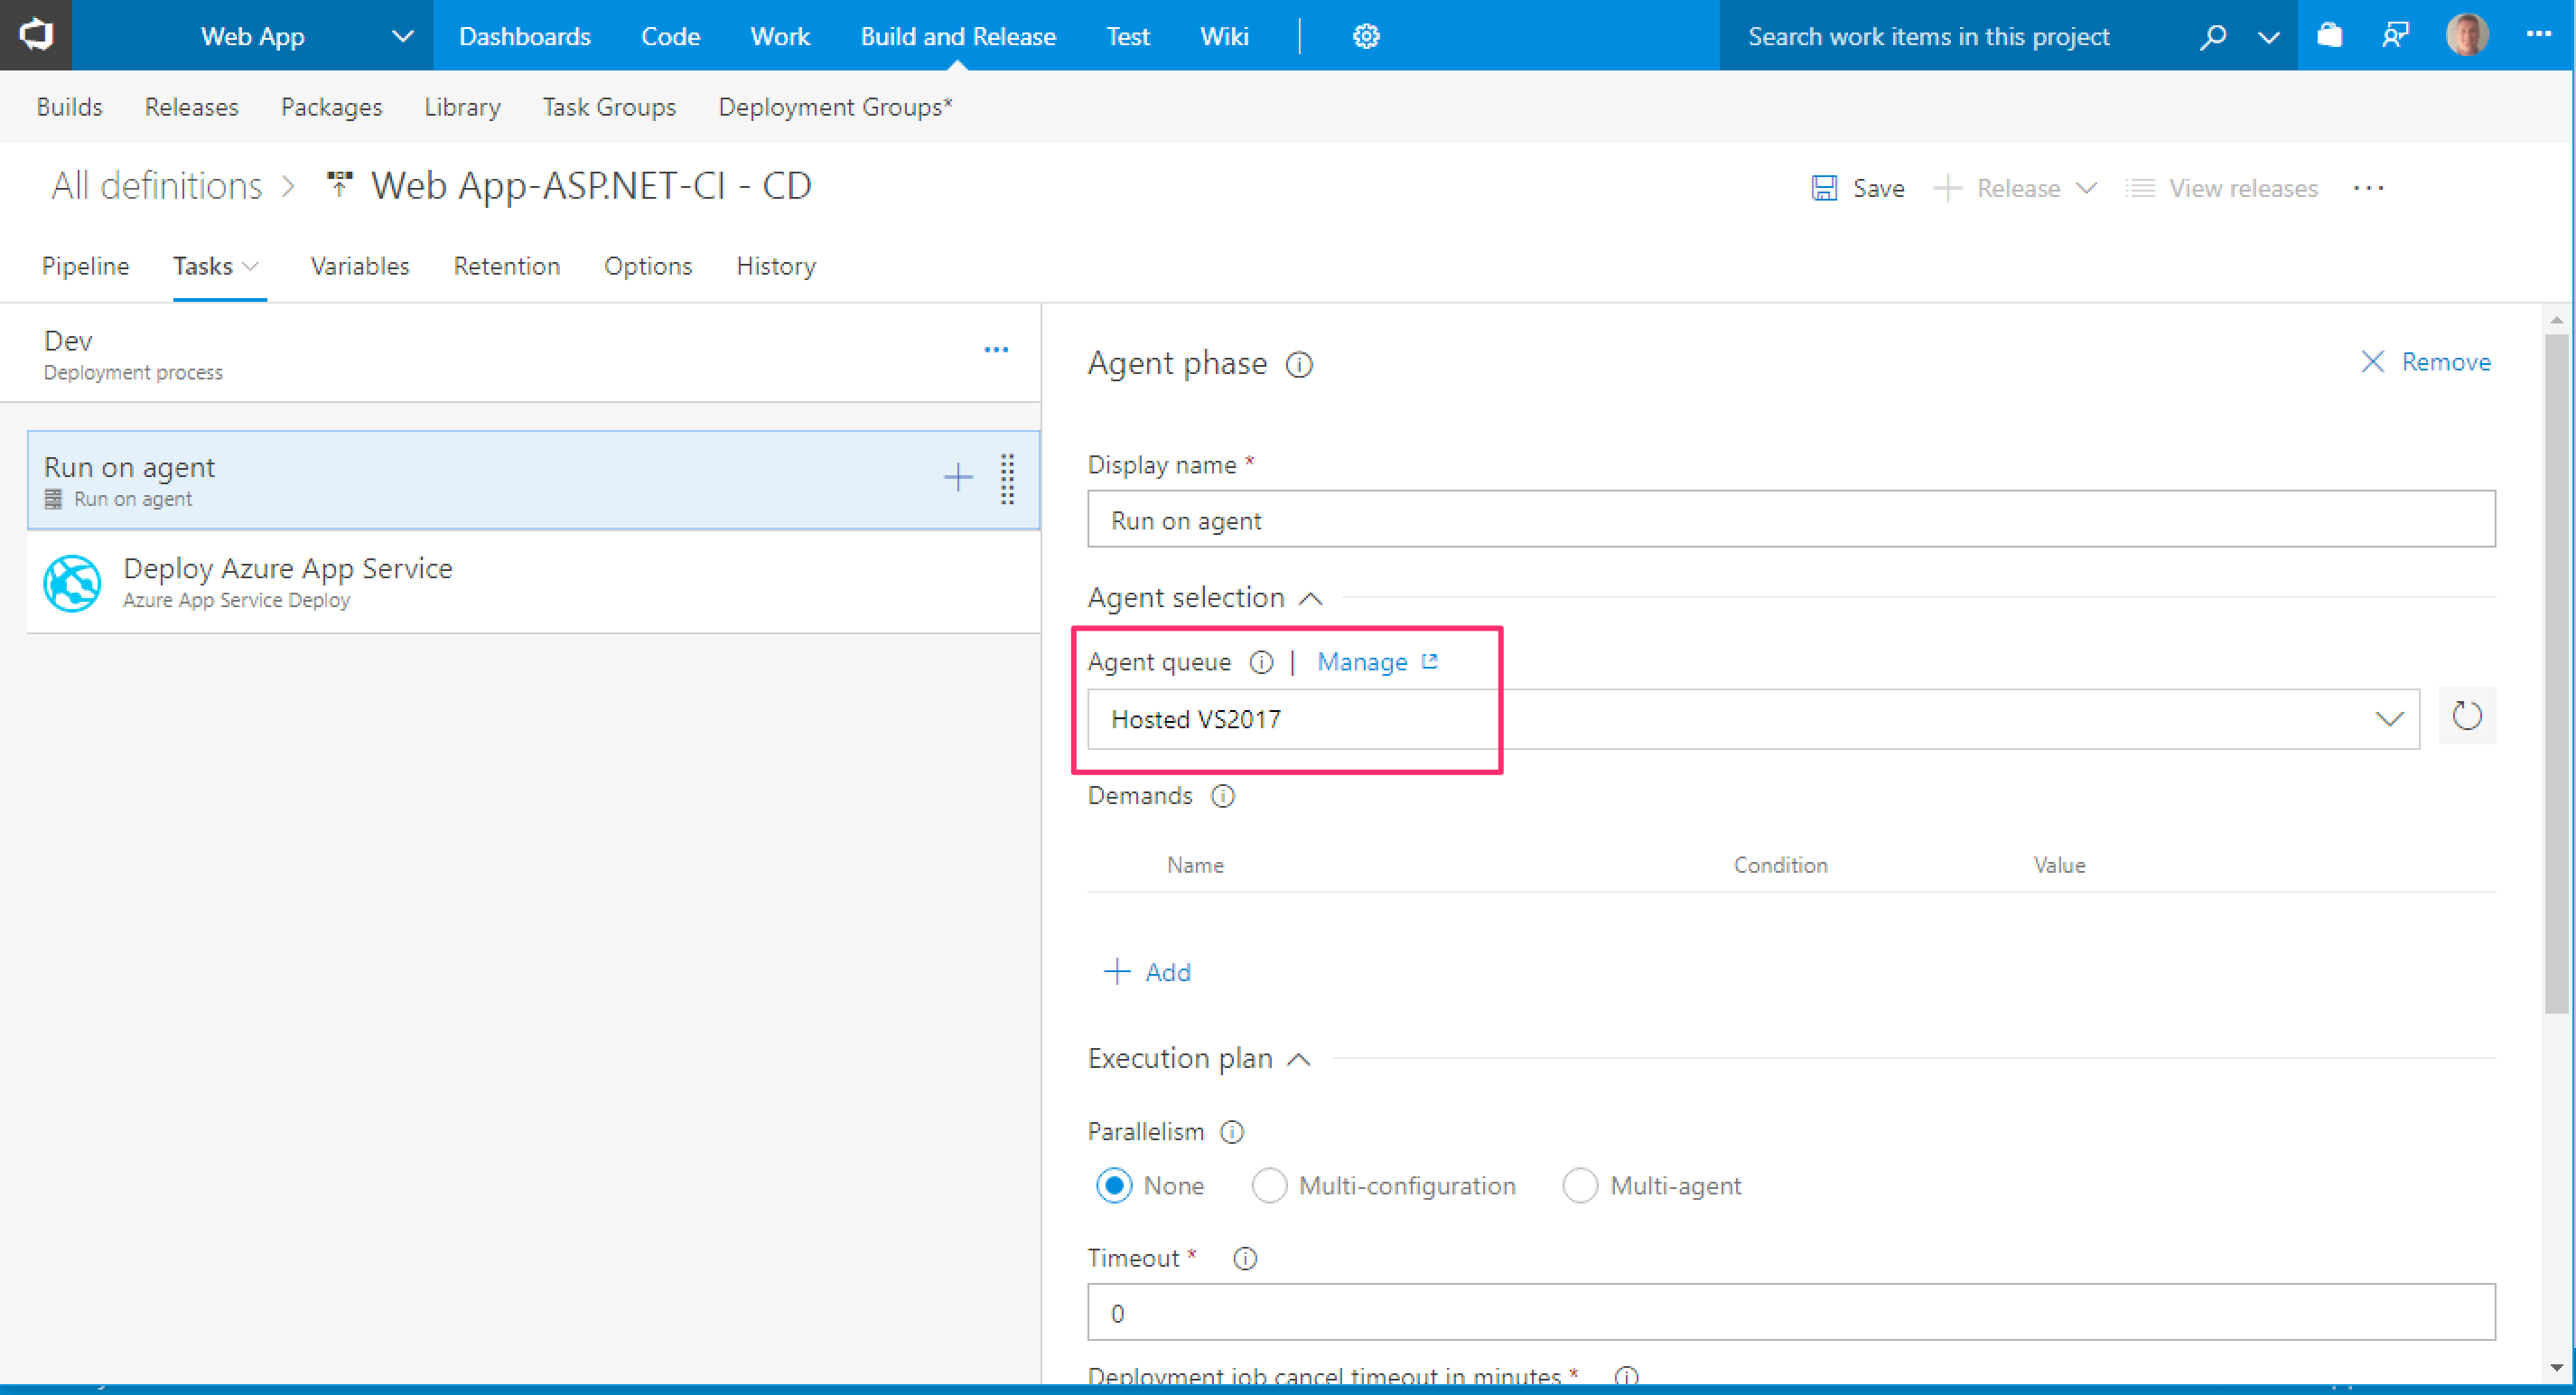 Web App Dashboards Code Work Build and Release Test Wiki Search work items in this project
Builds Releases Packages Library Task Groups Deployment Groups*
All definitions > Web App-ASP.NET-CI - CD
Save + Release View releases ...
Pipeline Tasks Variables Retention Options History
Dev
Deployment process
Run on agent
Run on agent
Deploy Azure App Service
Azure App Service Deploy
Agent phase
Remove
Display name *
Run on agent
Agent selection
Agent queue | Manage
Hosted VS2017
Demands
Name Condition Value
+ Add
Execution plan
Parallelism
None Multi-configuration Multi-agent
Timeout *
0
Deployment job cancel timeout in minutes *